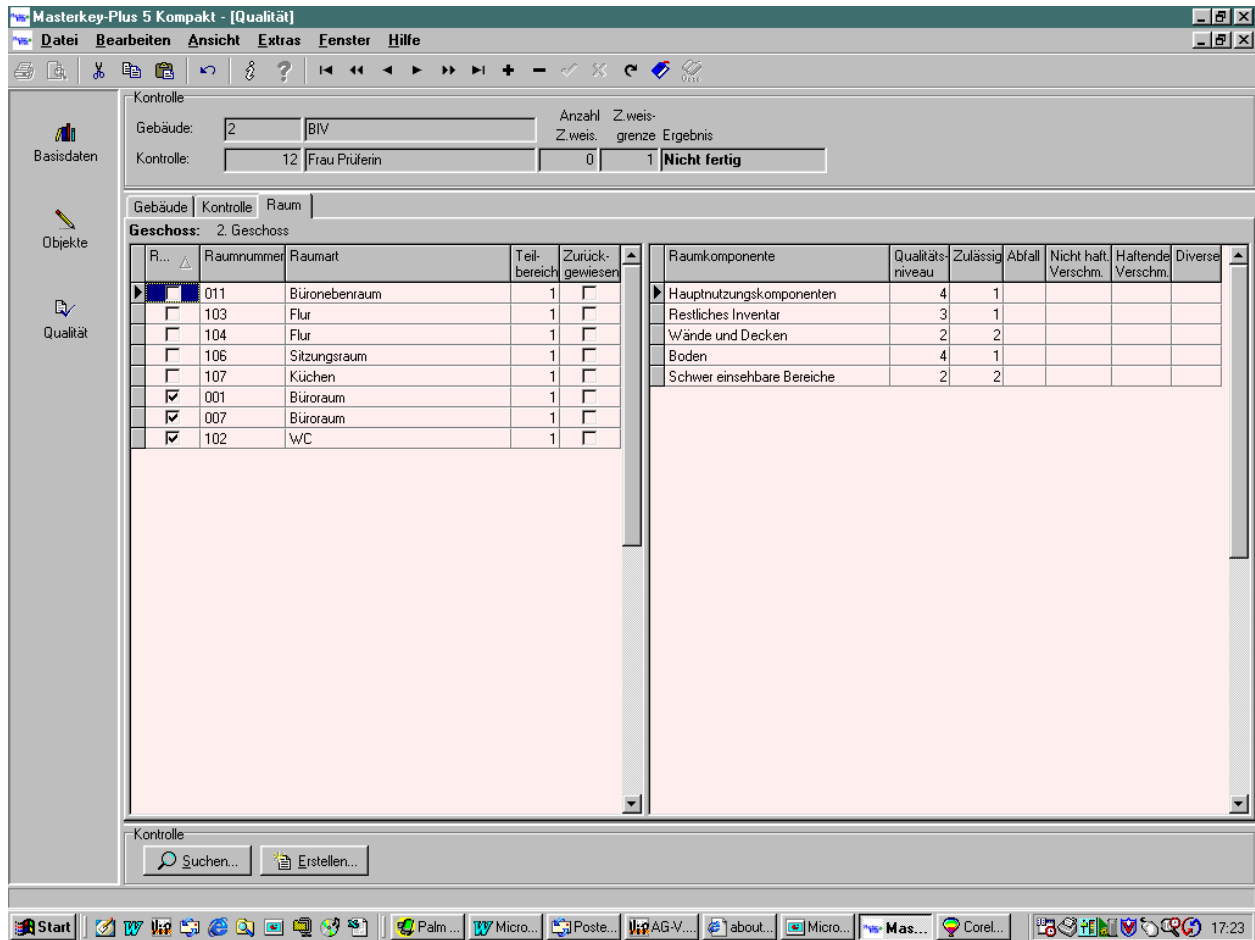 Masterkey-Plus 5 Kompakt - [Qualität]
Datei Bearbeiten Ansicht Extras Fenster Hilfe
Basisdaten
Objekte
Qualität
Kontrolle
Anzahl Z.weis-
Gebäude: 2 BIV Z.weis. grenze Ergebnis
Kontrolle: 12 Frau Prüferin 0 1 Nicht fertig
Gebäude Kontrolle Raum
Geschoss: 2. Geschoss
R... Raumnummer Raumart Teil-bereich Zurück-gewiesen
011 Büronebenraum 1
103 Flur 1
104 Flur 1
106 Sitzungsraum 1
107 Küchen 1
001 Büroraum 1
007 Büroraum 1
102 WC 1
Raumkomponente Qualitäts-niveau Zulässig Abfall Nicht haft. Verschm. Haftende Verschm. Diverse
Hauptnutzungskomponenten 4 1
Restliches Inventar 3 1
Wände und Decken 2 2
Boden 4 1
Schwer einsehbare Bereiche 2 2
Kontrolle
Suchen... Erstellen...
Start Palm ... Micro... Poste... AG-V.... about... Micro... Mas... Corel... 17:23